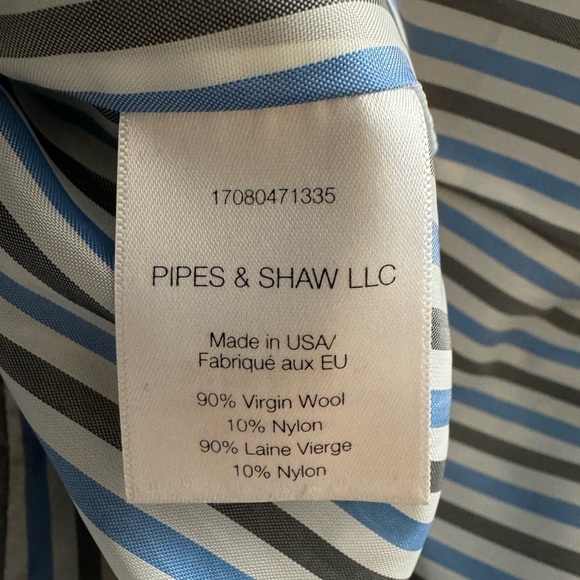 17080471335
PIPES & SHAW LLC
Made in USA/
Fabriqué aux EU
90% Virgin Wool
10% Nylon
90% Laine Vierge
10% Nylon